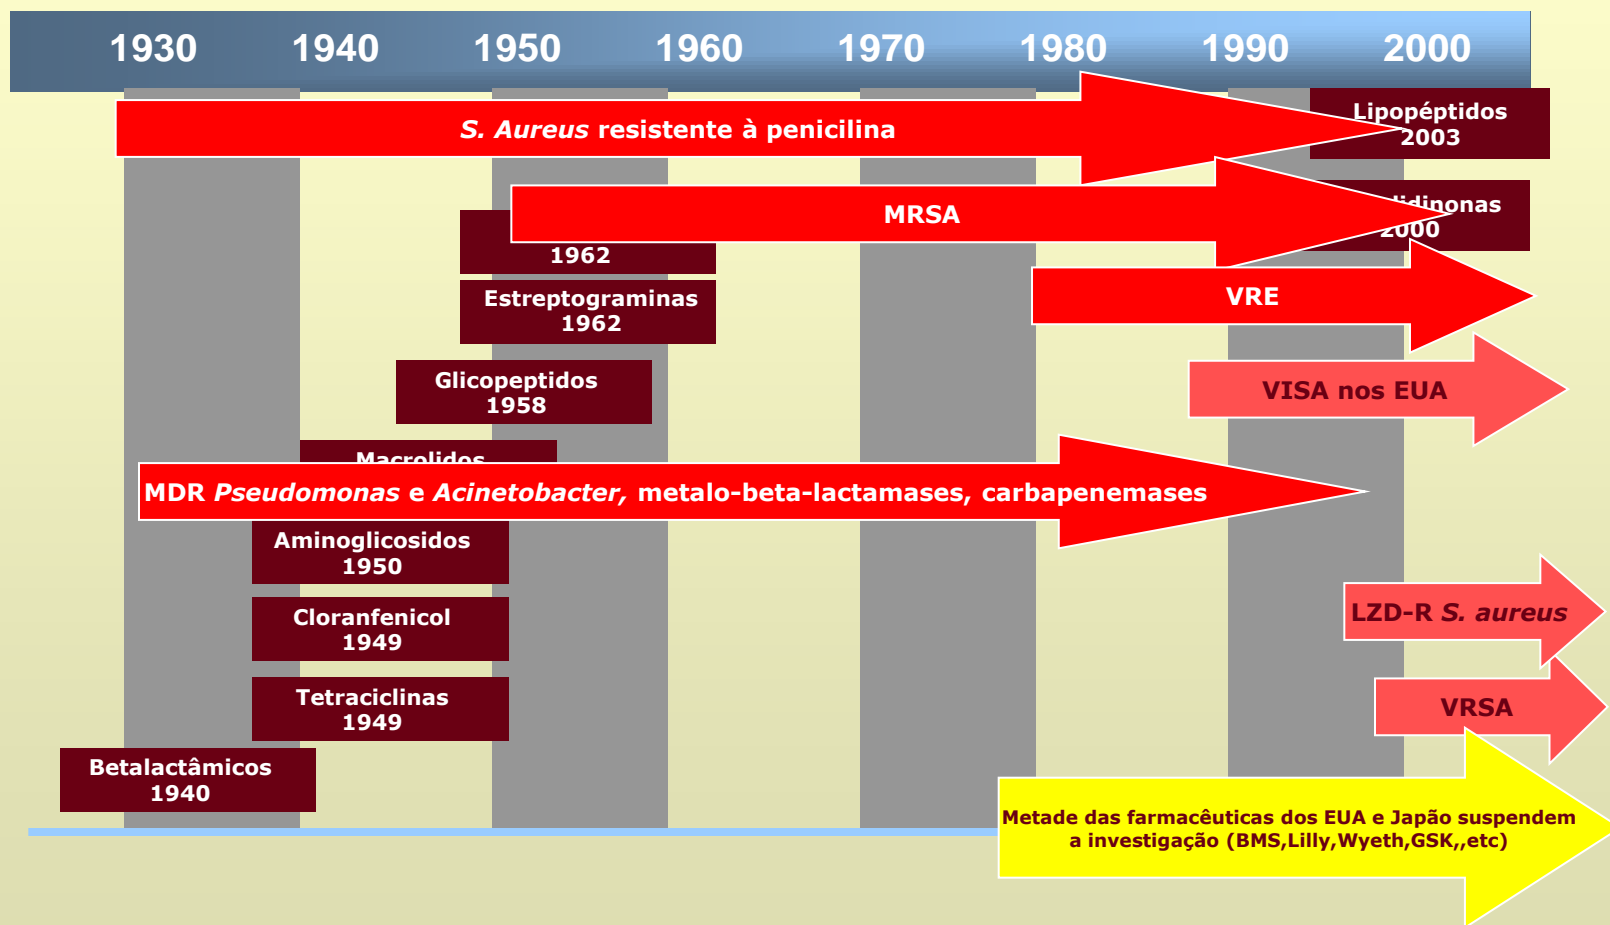 1930 1940 1950 1960 1970 1980 1990 2000
S. Aureus resistente à penicilina
Lipopéptidos
2003
MRSA
2000
1962
Estreptograminas
1962
VRE
Glicopeptidos
1958
VISA nos EUA
Macrolidos
MDR Pseudomonas e Acinetobacter, metalo-beta-lactamases, carbapenemases
Aminoglicosidos
1950
Cloranfenicol
1949
LZD-R S. aureus
Tetraciclinas
1949
VRSA
Betalactâmicos
1940
Metade das farmacêuticas dos EUA e Japão suspendem
a investigação (BMS,Lilly,Wyeth,GSK,,etc)